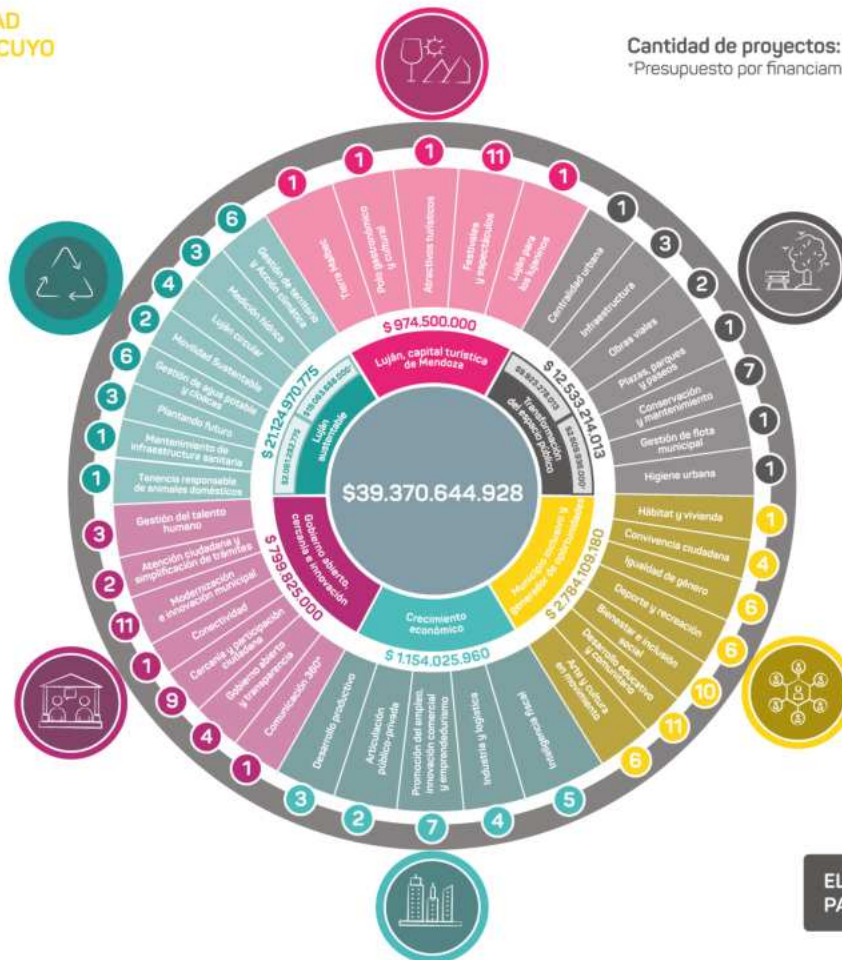 AD
CUYO
Cantidad de proyectos:
*Presupuesto por financiam
1
1
1
11
1
Tierra Malbec
Polo gastronómico
y cultural
Atractivos turísticos
Festivales
y espectáculos
Luján para
los lujaninos
$ 974.500.000
Luján, capital turística
de Mendoza
1
3
2
1
7
1
1
Centralidad urbana
Infraestructura
Obras viales
Plazas, parques
y paseos
Conservación
y mantenimiento
Gestión de flota
municipal
Higiene urbana
$ 12.533.214.013
Transformación
del espacio público
1
4
6
6
10
11
6
Hábitat y vivienda
Convivencia ciudadana
Igualdad de género
Deporte y recreación
Bienestar e inclusión
social
Desarrollo educativo
y comunitario
Arte y cultura
en movimiento
$ 2.784.109.180
Municipio inclusivo y
generador de oportunidades
5
4
7
2
3
Inteligencia fiscal
Industria y logística
Promoción del empleo,
innovación comercial
y emprendedurismo
Articulación
público-privada
Desarrollo productivo
$ 1.154.025.960
Crecimiento
económico
1
4
9
1
11
2
3
Comunicación 360°
Gobierno abierto
y transparencia
Cercanía y participación
ciudadana
Conectividad
Modernización
e innovación municipal
Atención ciudadana y
simplificación de trámites
Gestión del talento
humano
$ 799.825.000
Gobierno abierto,
cercanía e innovación
1
1
3
6
2
4
3
6
Tenencia responsable
de animales domésticos
Mantenimiento de
infraestructura sanitaria
Plantando futuro
Gestión de agua potable
y cloacas
Movilidad Sustentable
Luján circular
Medición hídrica
Gestión de territorio
y Acción climática
$ 21.124.970.775
Luján
sustentable
$39.370.644.928
EL
PA